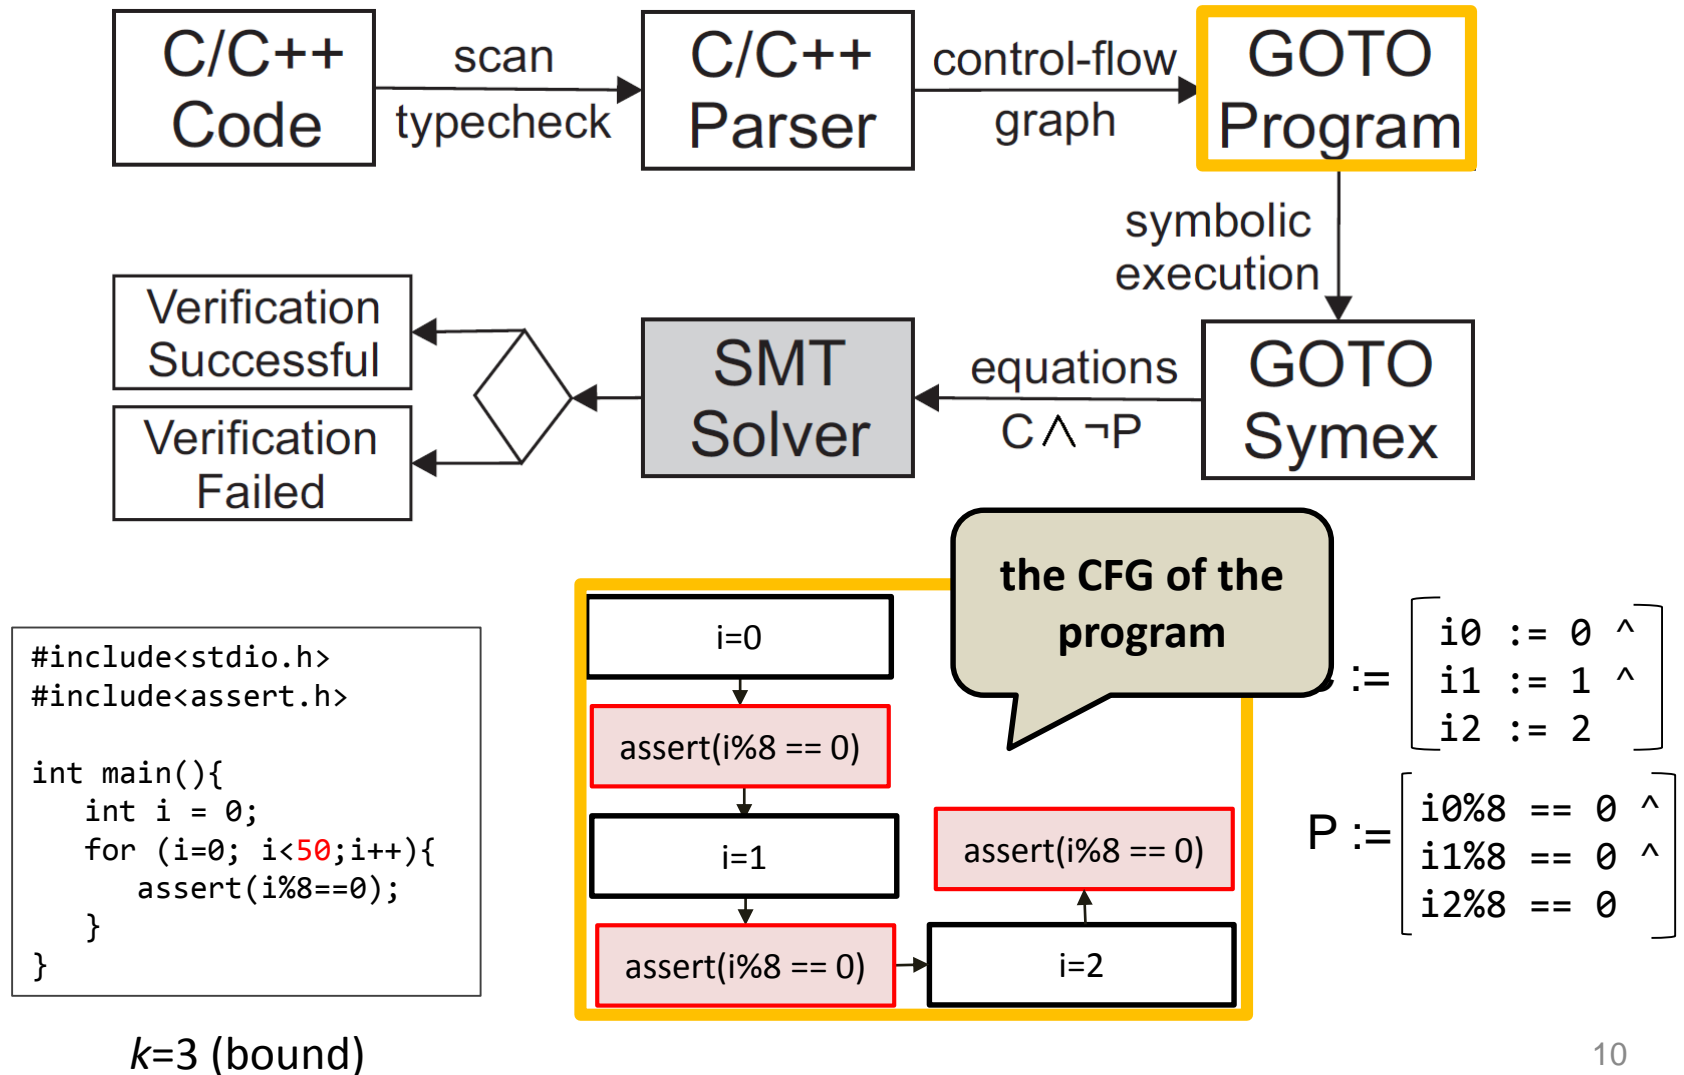 C/C++
Code
scan
typecheck
C/C++
Parser
control-flow
graph
GOTO
Program
symbolic
execution
Verification
Successful
Verification
Failed
SMT
Solver
equations
C ∧ ¬P
GOTO
Symex
#include<stdio.h>
#include<assert.h>
int main(){
int i = 0;
for (i=0; i<50;i++){
assert(i%8==0);
}
}
k=3 (bound)
the CFG of the
program
i=0
assert(i%8 == 0)
i=1
assert(i%8 == 0)
i=2
assert(i%8 == 0)
:=
i0 := 0 ^
i1 := 1 ^
i2 := 2
P :=
i0%8 == 0 ^
i1%8 == 0 ^
i2%8 == 0
10